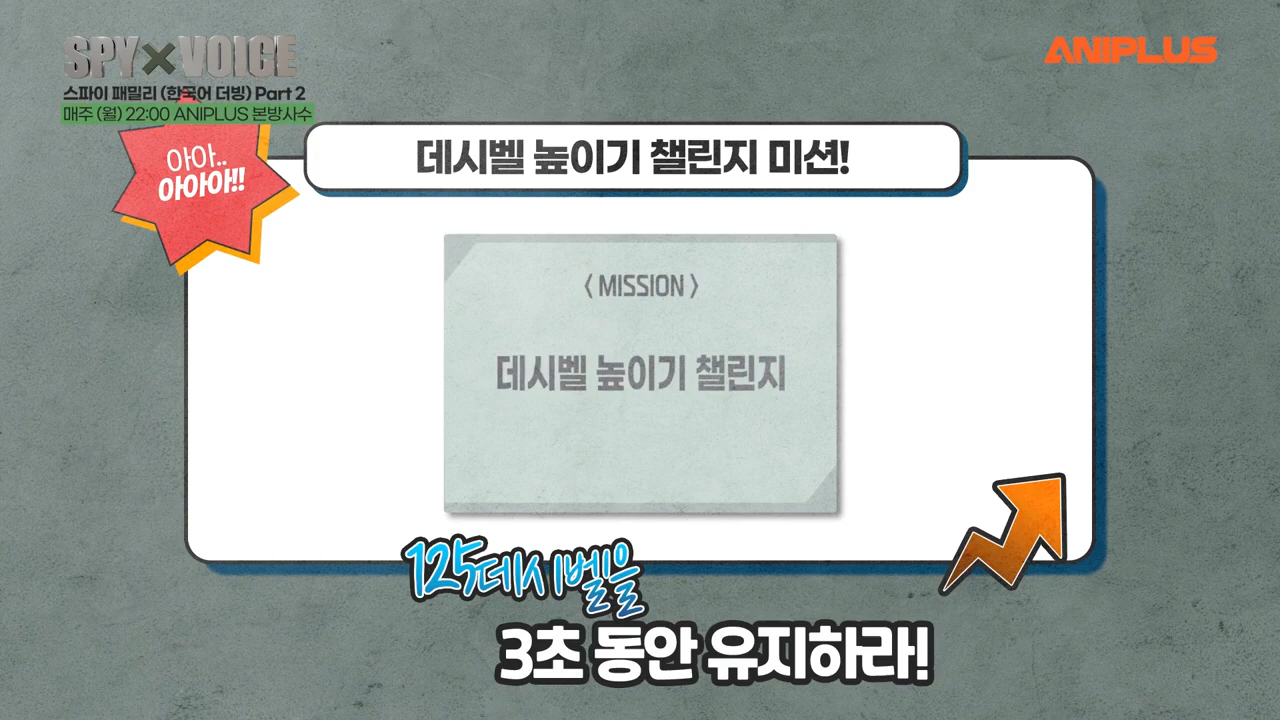 SPY×VOICE
ANIPLUS
스파이 패밀리 (한국어 더빙) Part 2
매주 (월) 22:00 ANIPLUS 본방사수
아아..
아아아!!
데시벨 높이기 챌린지 미션!
〈 MISSION 〉
데시벨 높이기 챌린지
125데시벨을
3초 동안 유지하라!